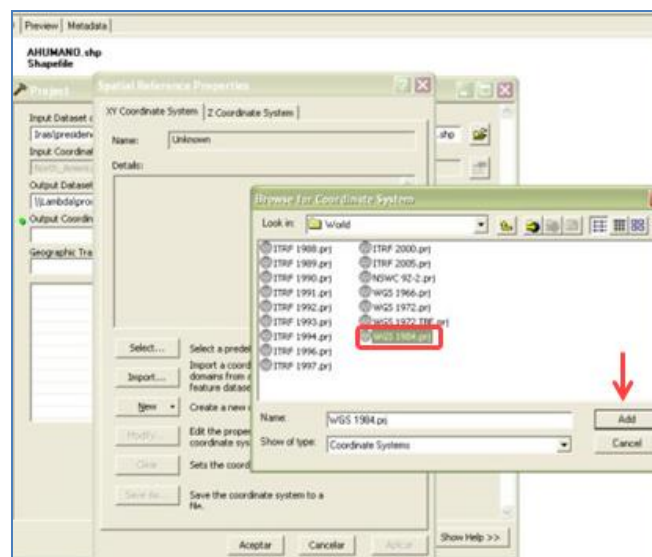 Preview Metadata
AHUMANO.shp
Shapefile
Project
Spatial Reference Properties
XY Coordinate System Z Coordinate System
Input Dataset
.shp
Name: Unknown
Input Coordinat
Details:
Output Dataset
Output Coordin
Geographic Tra
Browse for Coordinate System
Look in: World
ITRF 1988.prj
ITRF 1989.prj
ITRF 1990.prj
ITRF 1991.prj
ITRF 1992.prj
ITRF 1993.prj
ITRF 1994.prj
ITRF 1996.prj
ITRF 1997.prj
ITRF 2000.prj
ITRF 2005.prj
NSWC 9Z-2.prj
WGS 1966.prj
WGS 1972.prj
WGS 1972 TBE.prj
WGS 1984.prj
Name: WGS 1984.prj
Add
Show of type: Coordinate Systems
Cancel
Select... Select a predef
Import... Import a coord
domains from a
feature datase
New Create a new c
Modify... Edit the proper
coordinate sys
Clear Sets the coord
Save As... Save the coordinate system to a
file.
Aceptar Cancelar Aplicar
Show Help >>